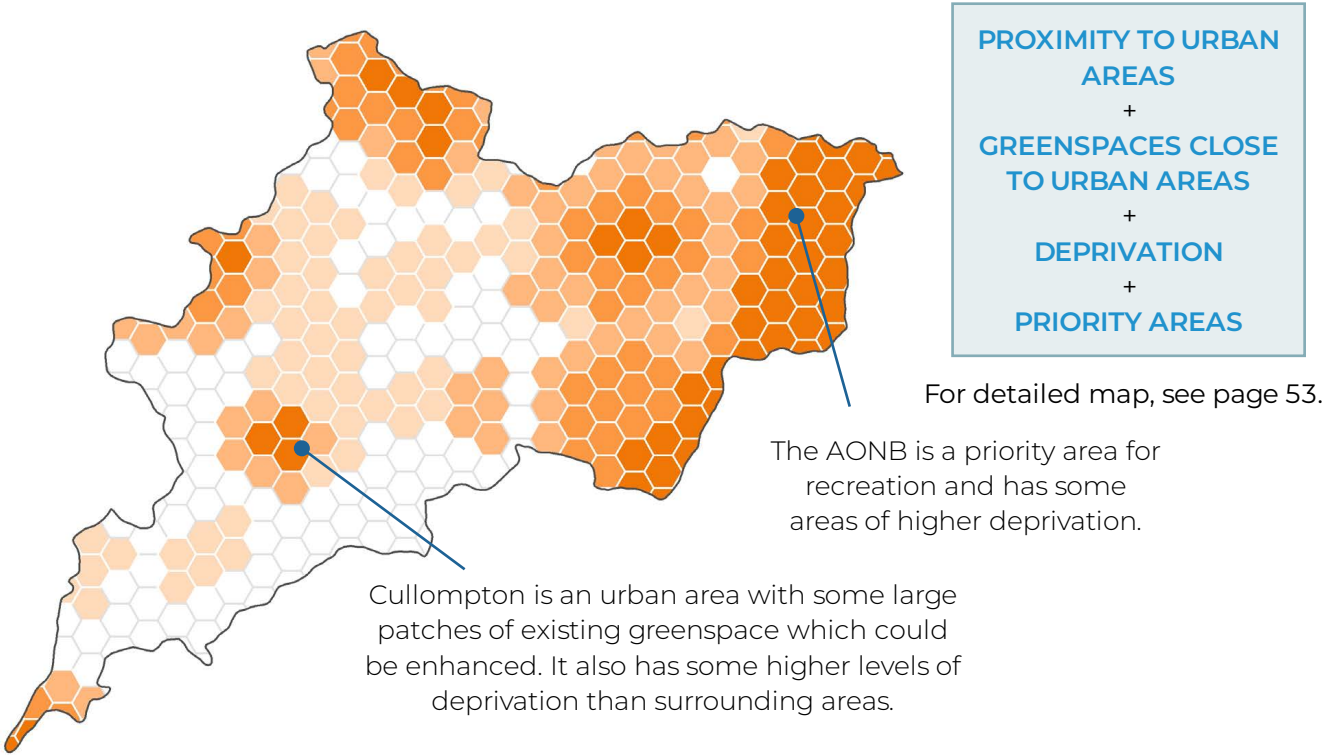 PROXIMITY TO URBAN
AREAS
+
GREENSPACES CLOSE
TO URBAN AREAS
+
DEPRIVATION
+
PRIORITY AREAS
For detailed map, see page 53.
The AONB is a priority area for
recreation and has some
areas of higher deprivation.
Cullompton is an urban area with some large
patches of existing greenspace which could
be enhanced. It also has some higher levels of
deprivation than surrounding areas.